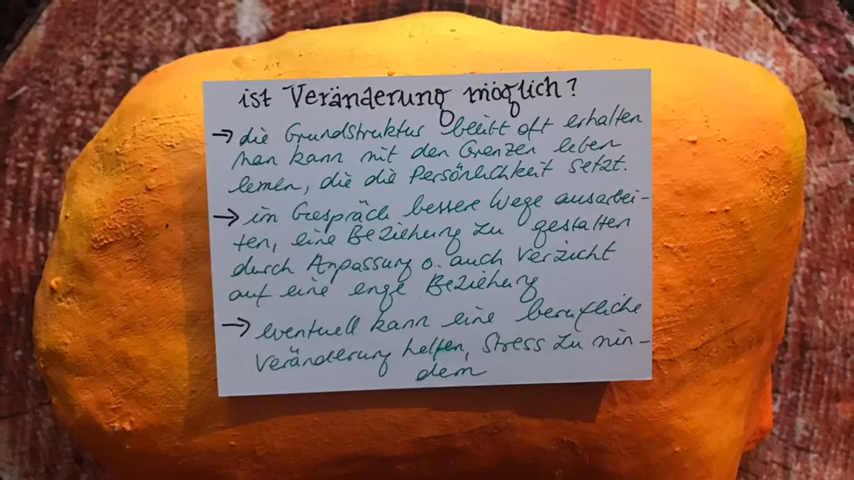 ist Veränderung möglich?
→ die Grundstruktur bleibt oft erhalten
man kann mit den Grenzen leben
lernen, die die Persönlichkeit setzt.
→ im Gespräch bessere Wege ausarbei-
ten, eine Beziehung zu gestalten
durch Anpassung o. auch Verzicht
auf eine enge Beziehung
→ eventuell kann eine berufliche
Veränderung helfen, Stress zu min-
dern